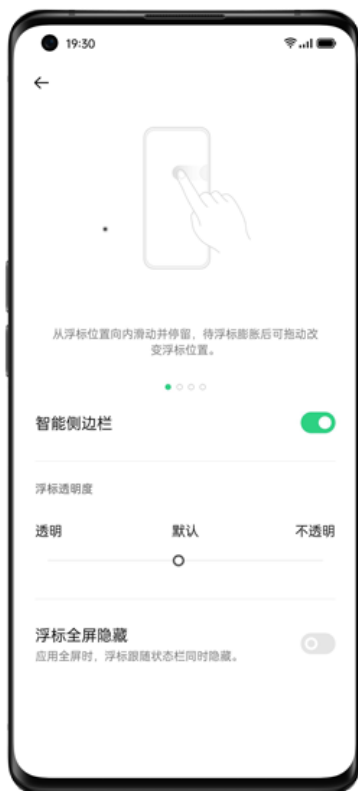 19:30
从浮标位置向内滑动并停留，待浮标膨胀后可拖动改
变浮标位置。
智能侧边栏
浮标透明度
透明 默认 不透明
浮标全屏隐藏
应用全屏时，浮标跟随状态栏同时隐藏。